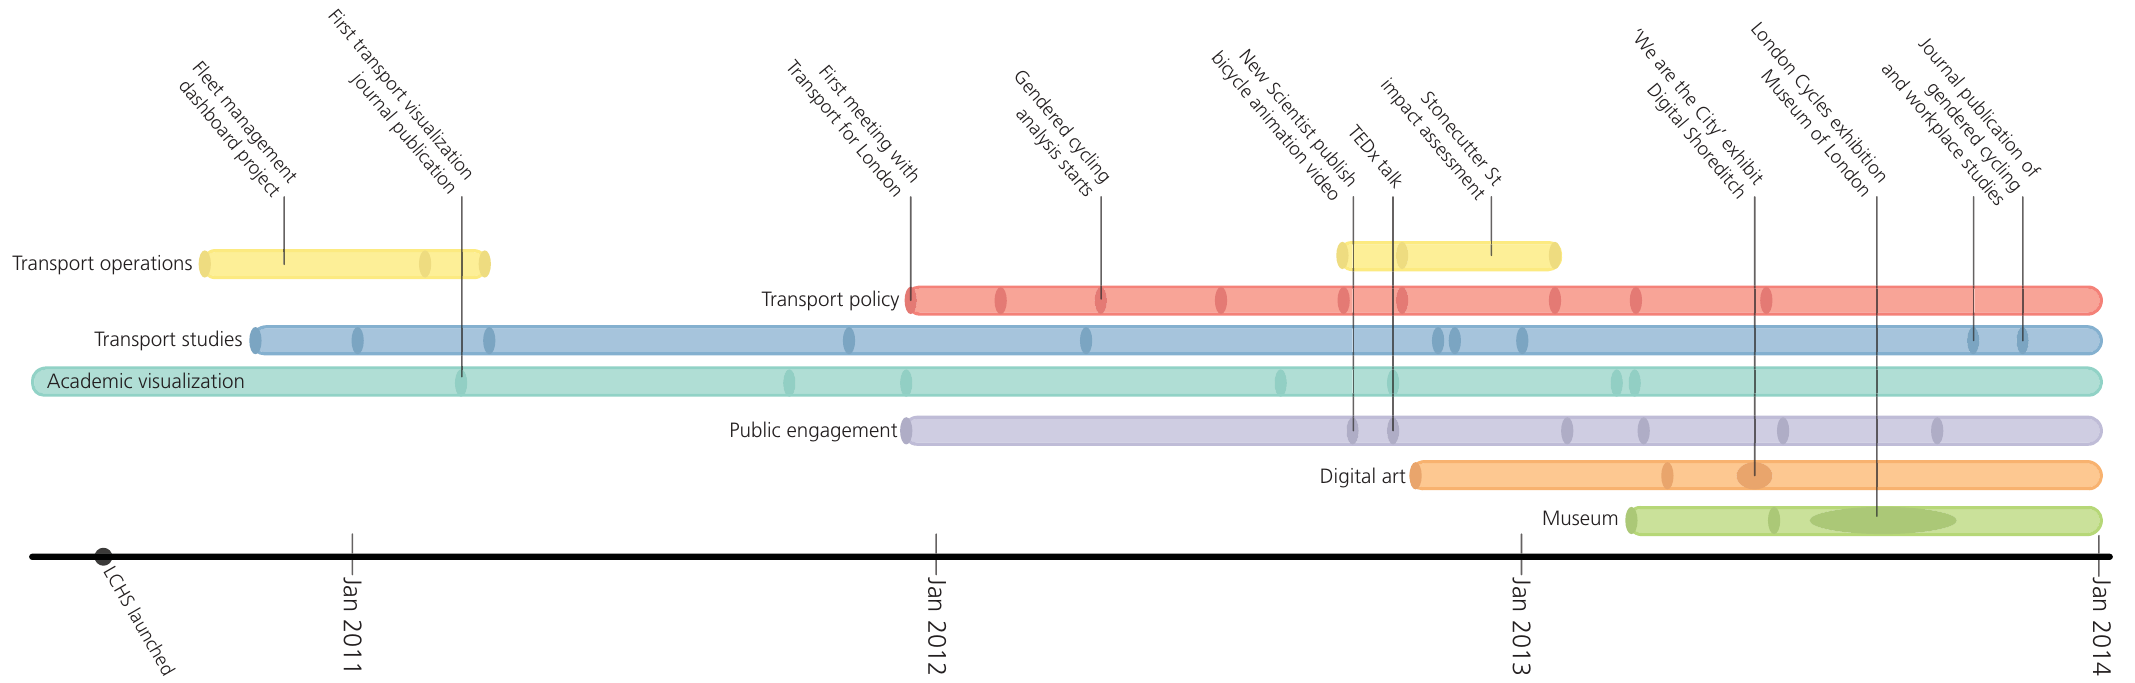 Fleet management
dashboard project
First transport visualization
journal publication
First meeting with
Transport for London
Gendered cycling
analysis starts
New Scientist publish
bicycle animation video
TEDx talk
Stonecutter St
impact assessment
‘We are the City’ exhibit
Digital Shoreditch
London Cycles exhibition
Museum of London
Journal publication of
gendered cycling
and workplace studies
Transport operations
Transport policy
Transport studies
Academic visualization
Public engagement
Digital art
Museum
LCHS launched
Jan 2011
Jan 2012
Jan 2013
Jan 2014